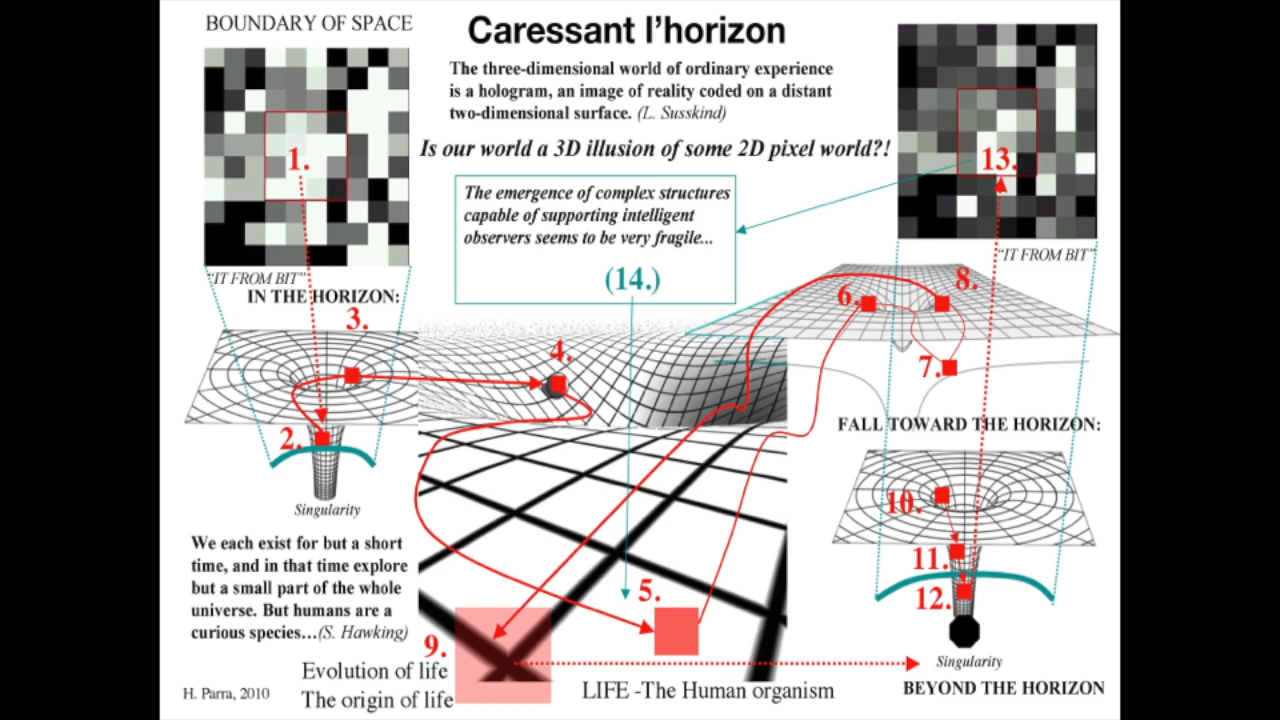 BOUNDARY OF SPACE
Caressant l'horizon
The three-dimensional world of ordinary experience
is a hologram, an image of reality coded on a distant
two-dimensional surface. (L. Susskind)
Is our world a 3D illusion of some 2D pixel world?!
1.
13.
The emergence of complex structures
capable of supporting intelligent
observers seems to be very fragile...
(14.)
"IT FROM BIT"
"IT FROM BIT"
IN THE HORIZON:
3.
4.
6.
8.
7.
2.
Singularity
FALL TOWARD THE HORIZON:
10.
11.
12.
Singularity
BEYOND THE HORIZON
We each exist for but a short
time, and in that time explore
but a small part of the whole
universe. But humans are a
curious species…(S. Hawking)
5.
9.
Evolution of life
The origin of life
LIFE -The Human organism
H. Parra, 2010